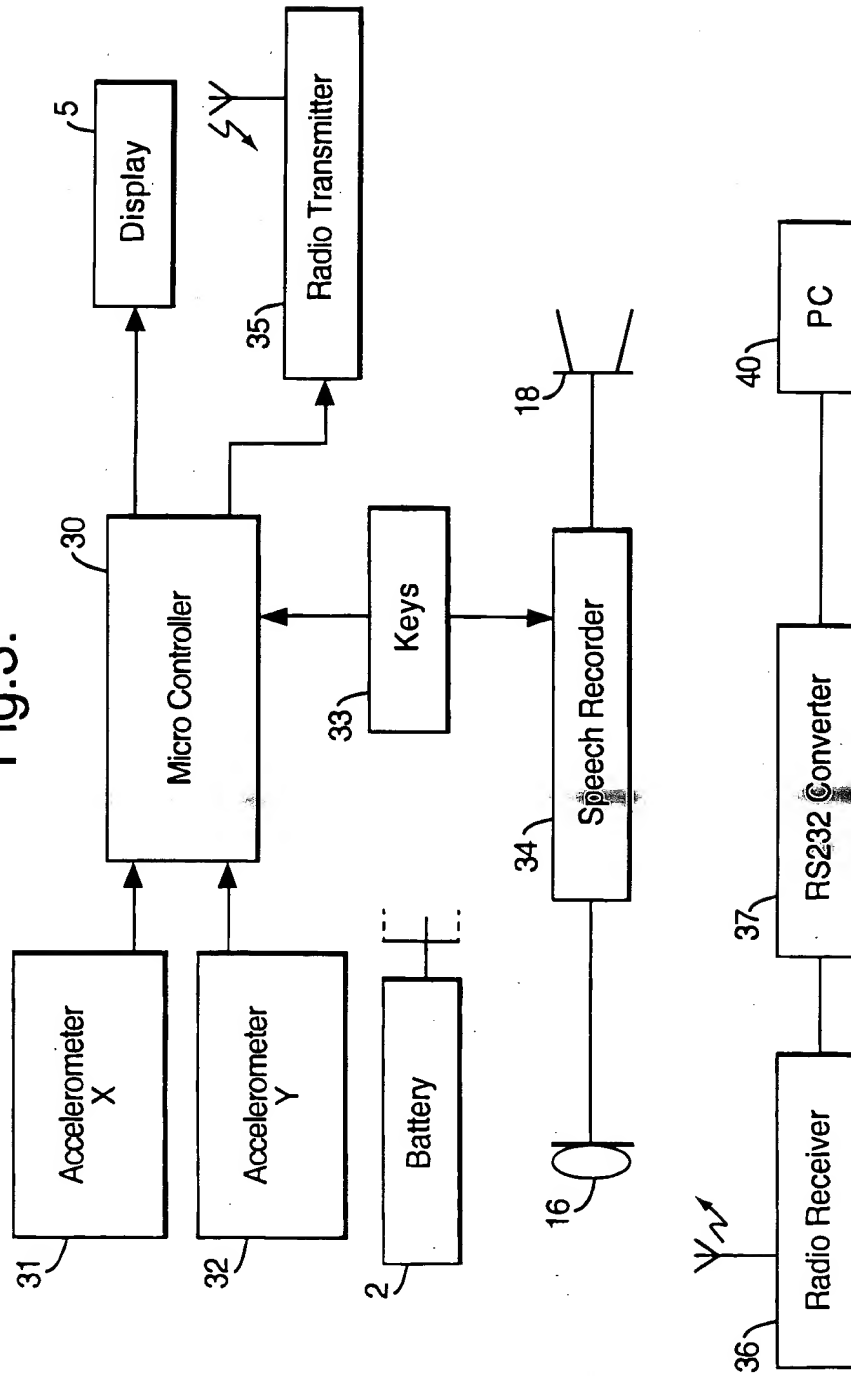 Fig.3.
31
Accelerometer
X
32
Accelerometer
Y
2
Battery
30
Micro Controller
5
Display
35
Radio Transmitter
33
Keys
16
34
Speech Recorder
18
36
Radio Receiver
37
RS232 Converter
40
PC